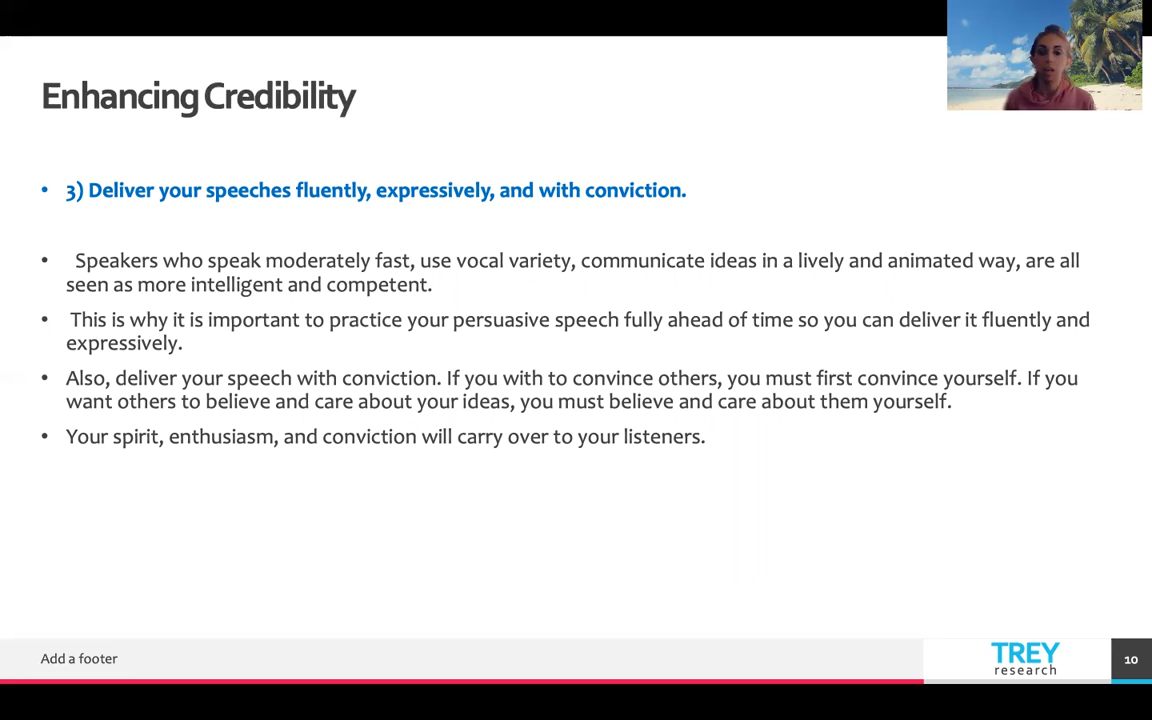 Enhancing Credibility
• 3) Deliver your speeches fluently, expressively, and with conviction.
• Speakers who speak moderately fast, use vocal variety, communicate ideas in a lively and animated way, are all
seen as more intelligent and competent.
• This is why it is important to practice your persuasive speech fully ahead of time so you can deliver it fluently and
expressively.
• Also, deliver your speech with conviction. If you with to convince others, you must first convince yourself. If you
want others to believe and care about your ideas, you must believe and care about them yourself.
• Your spirit, enthusiasm, and conviction will carry over to your listeners.
Add a footer
TREY
research
10